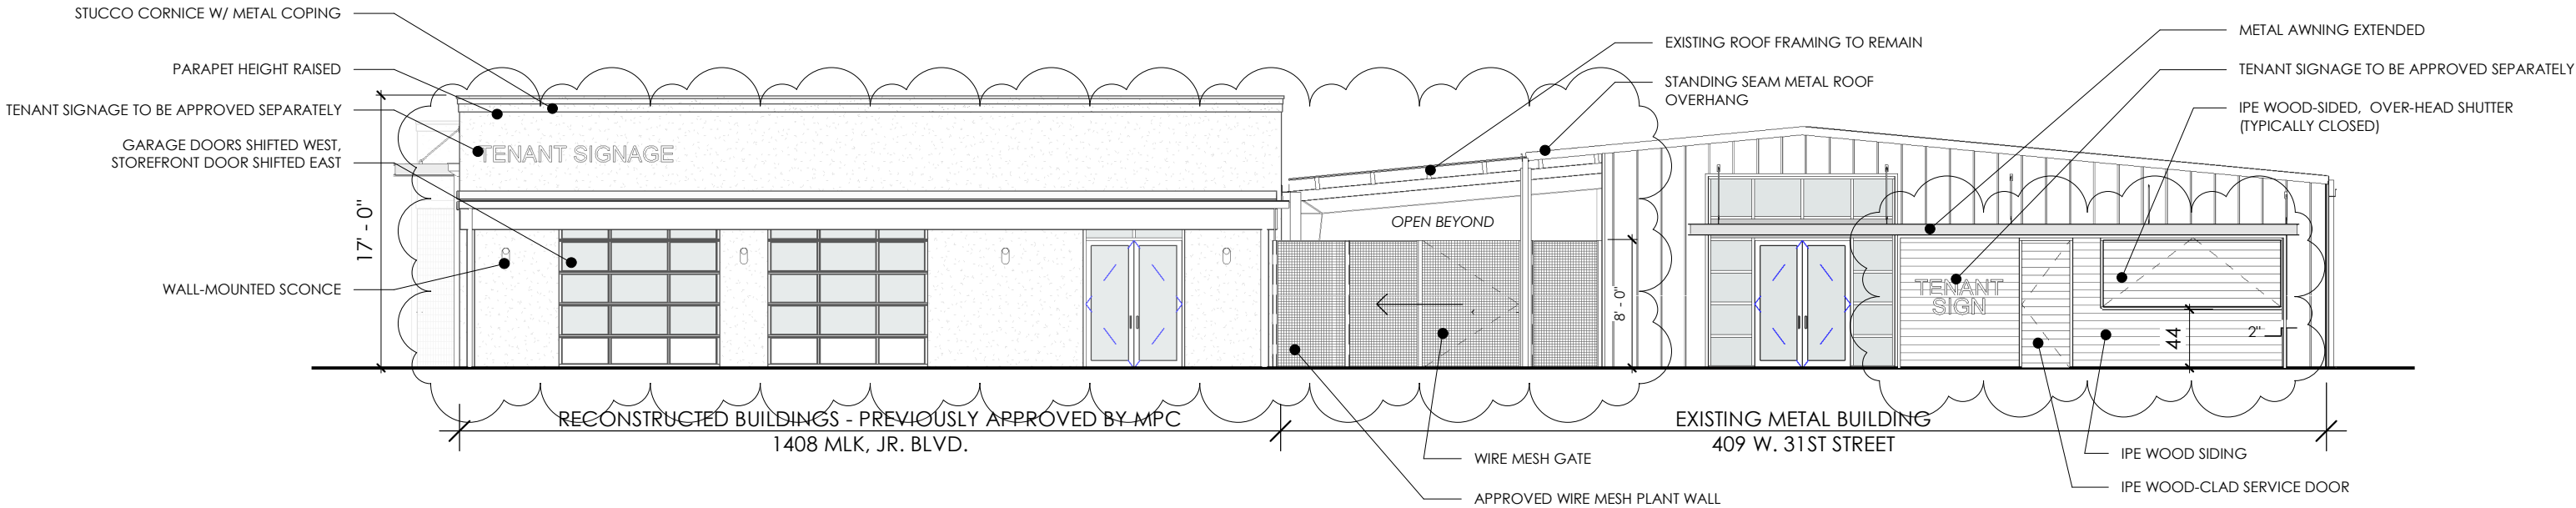 STUCCO CORNICE W/ METAL COPING
PARAPET HEIGHT RAISED
TENANT SIGNAGE TO BE APPROVED SEPARATELY
GARAGE DOORS SHIFTED WEST,
STOREFRONT DOOR SHIFTED EAST
WALL-MOUNTED SCONCE
17' - 0"
TENANT SIGNAGE
EXISTING ROOF FRAMING TO REMAIN
STANDING SEAM METAL ROOF
OVERHANG
OPEN BEYOND
8' - 0"
METAL AWNING EXTENDED
TENANT SIGNAGE TO BE APPROVED SEPARATELY
IPE WOOD-SIDED, OVER-HEAD SHUTTER
(TYPICALLY CLOSED)
TENANT
SIGN
44
2"
RECONSTRUCTED BUILDINGS - PREVIOUSLY APPROVED BY MPC
1408 MLK, JR. BLVD.
EXISTING METAL BUILDING
409 W. 31ST STREET
WIRE MESH GATE
APPROVED WIRE MESH PLANT WALL
IPE WOOD SIDING
IPE WOOD-CLAD SERVICE DOOR